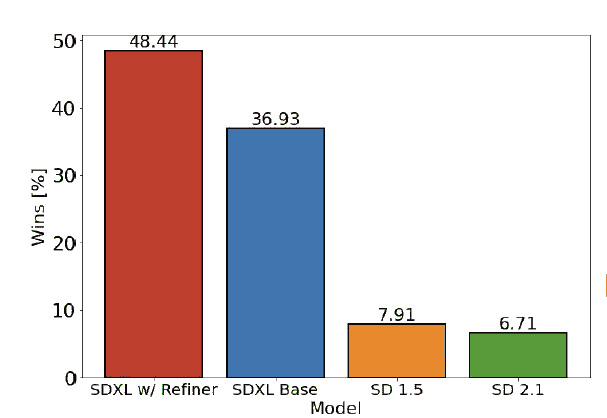 50
48.44
40
36.93
30
Wins [%]
20
10
7.91
6.71
0
SDXL w/ Refiner
SDXL Base
SD 1.5
SD 2.1
Model